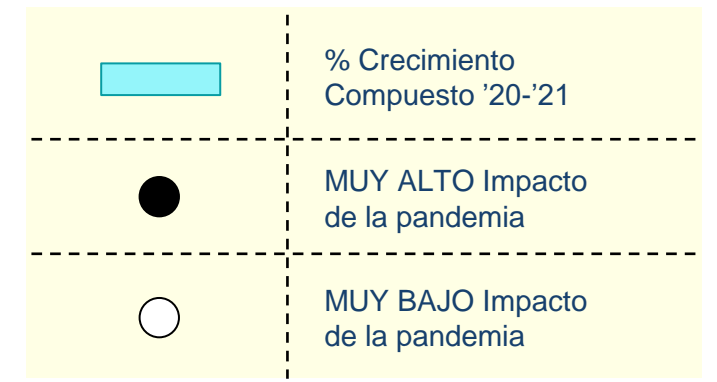 % Crecimiento
Compuesto ’20-’21
MUY ALTO Impacto
de la pandemia
MUY BAJO Impacto
de la pandemia